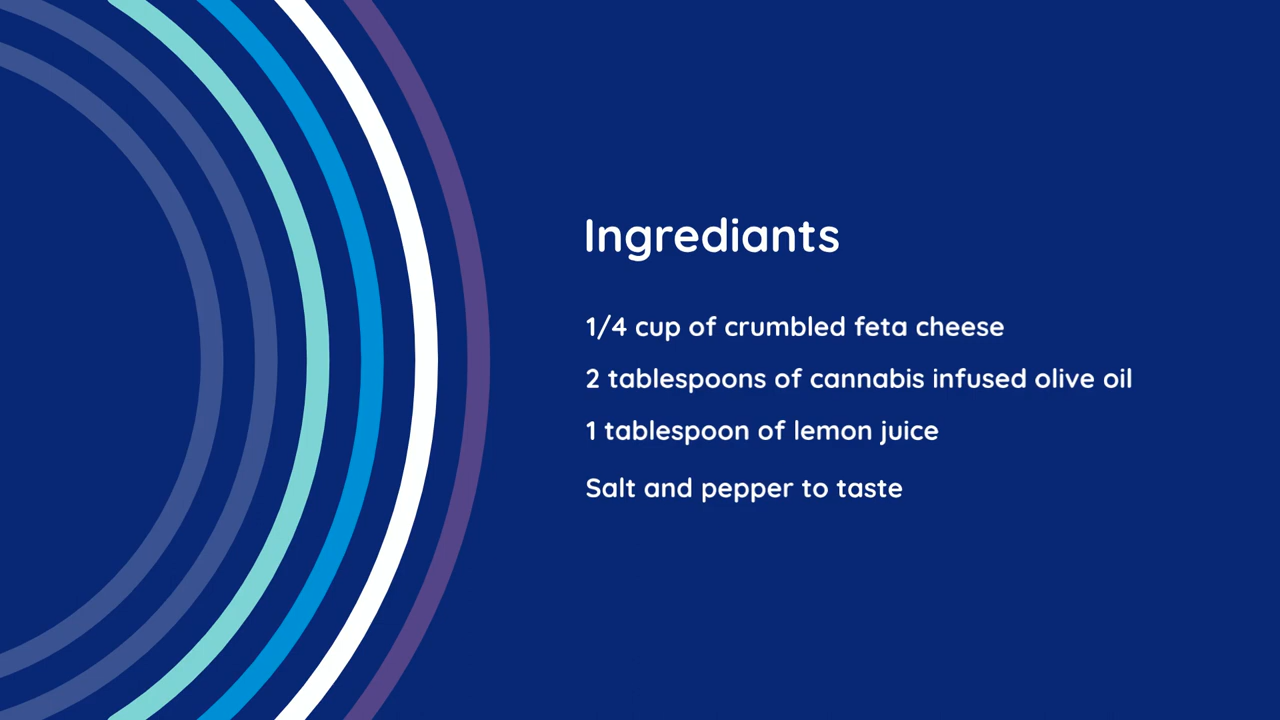 Ingrediants
1/4 cup of crumbled feta cheese
2 tablespoons of cannabis infused olive oil
1 tablespoon of lemon juice
Salt and pepper to taste